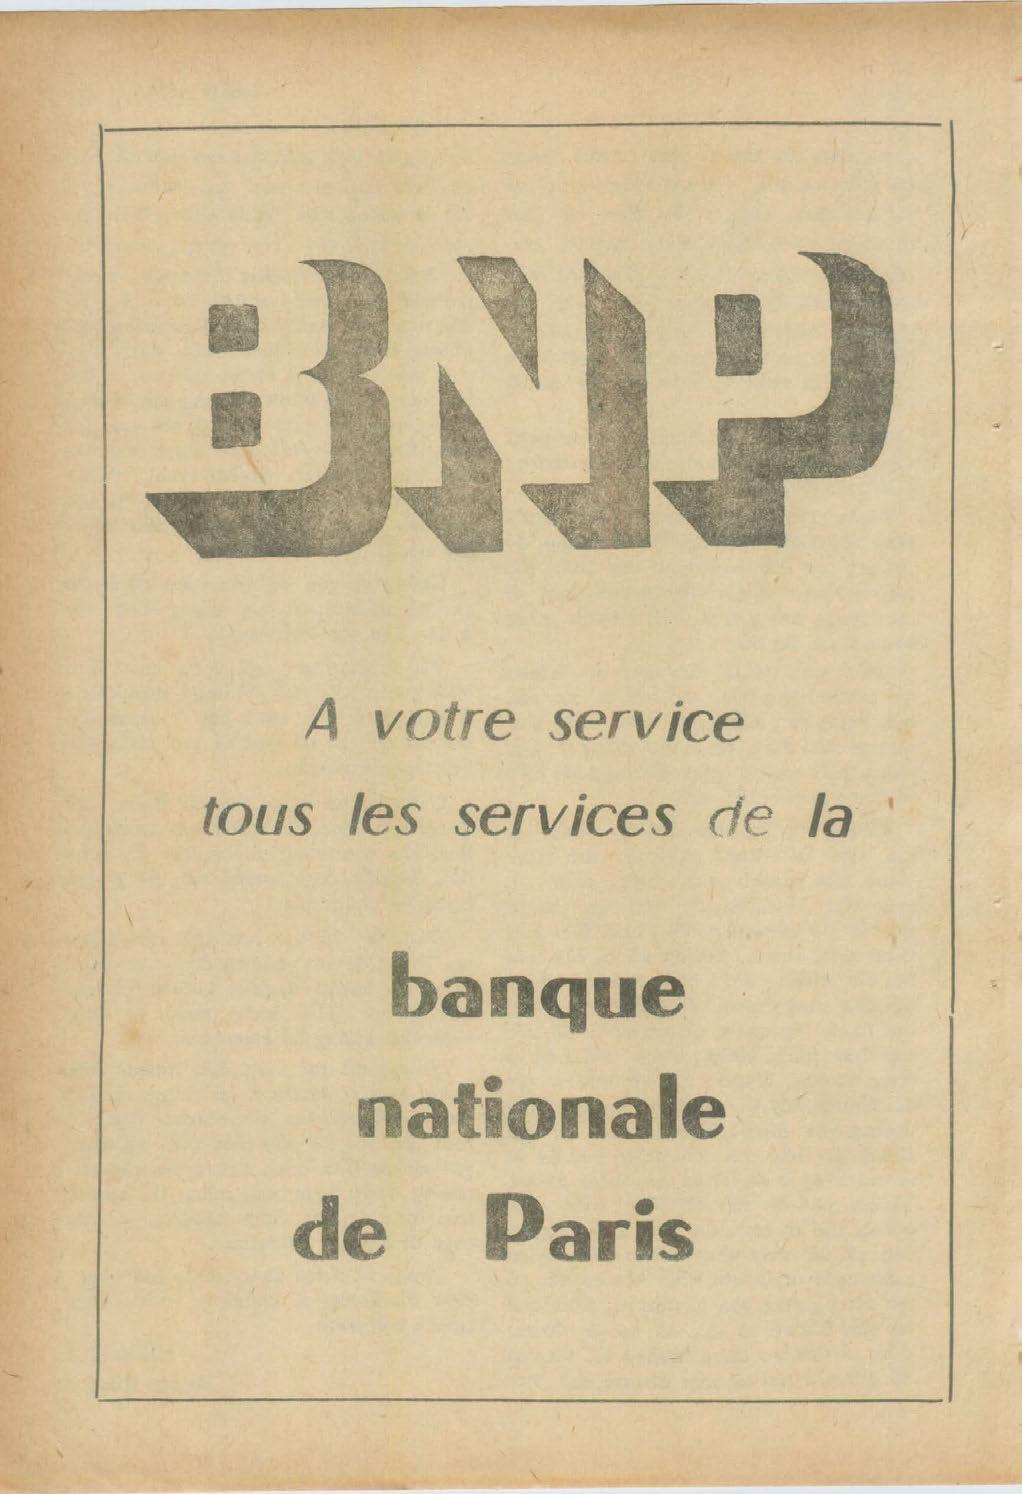 BNP
A votre service
tous les services de la
banque
nationale
de Paris